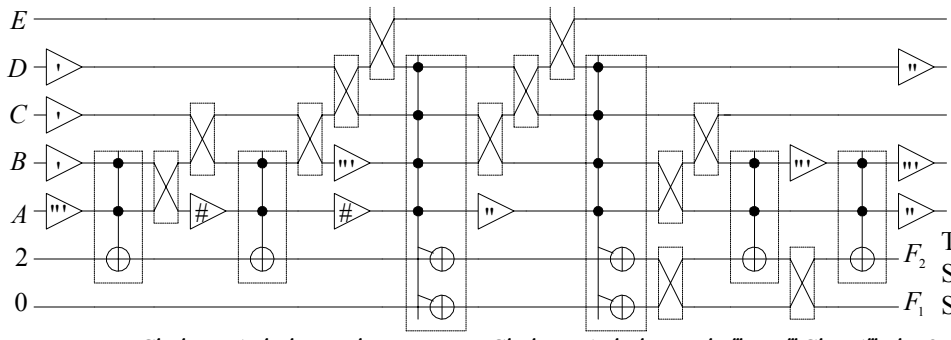 E
D ' "
C '
B ' "' "' "'
A "' # # " "
2 F₂ T
S
0 F₁ S